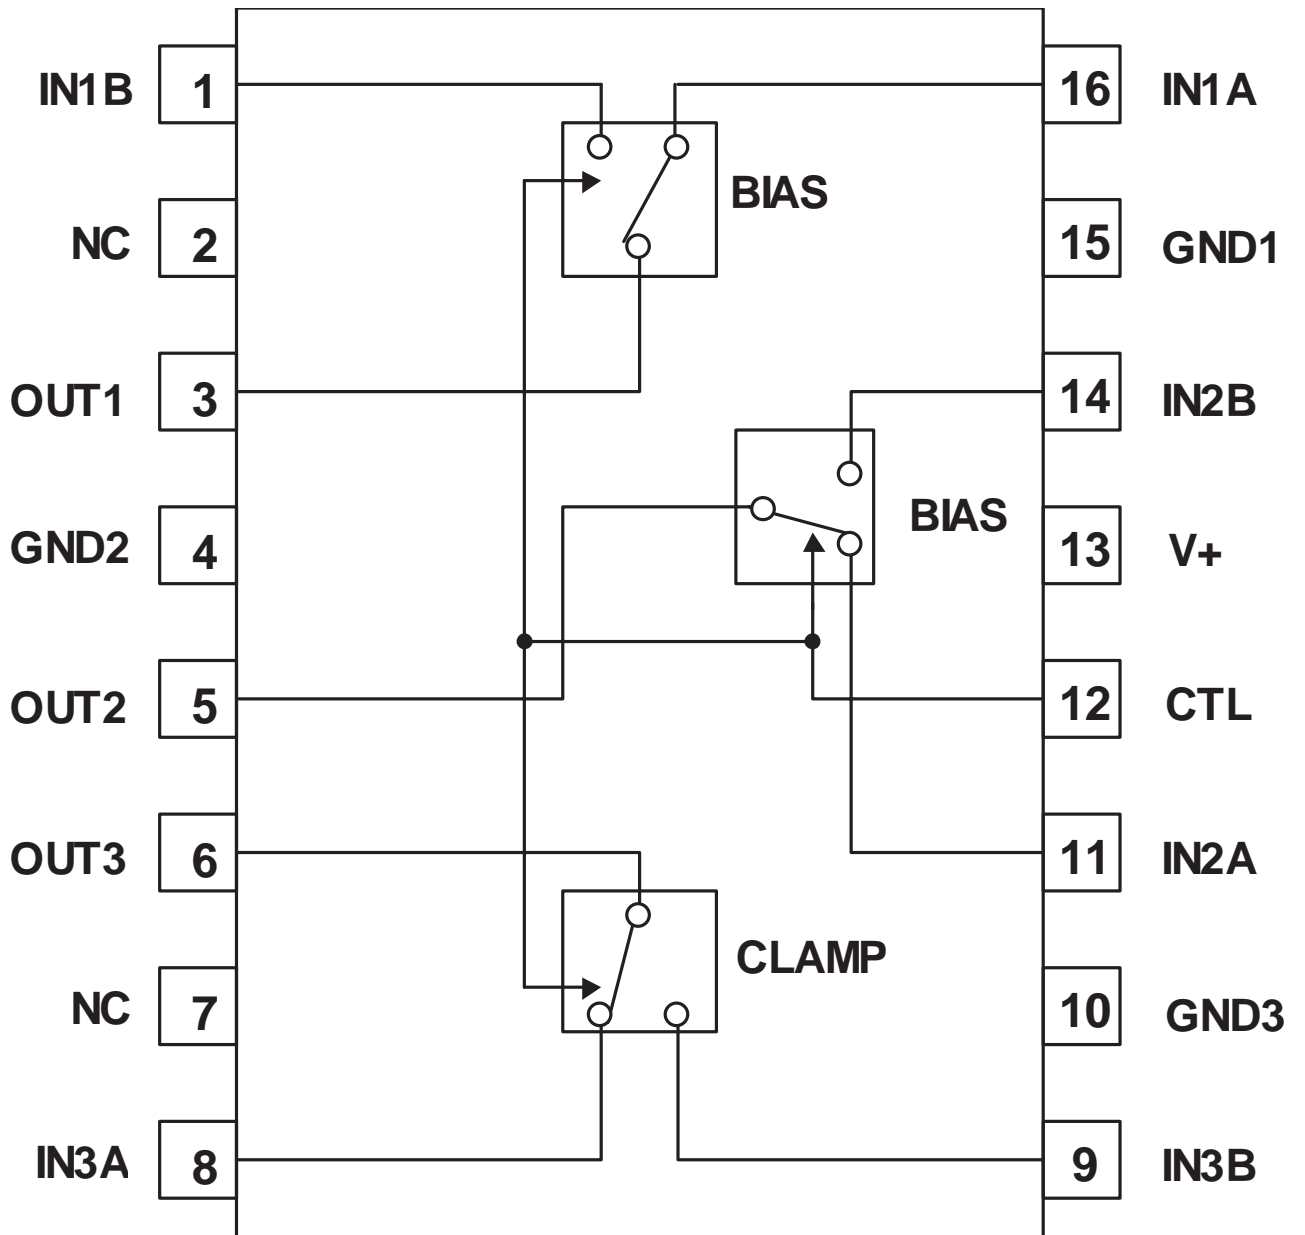 IN1B 1 16 IN1A
BIAS
NC 2 15 GND1
OUT1 3 14 IN2B
BIAS
GND2 4 13 V+
OUT2 5 12 CTL
OUT3 6 11 IN2A
CLAMP
NC 7 10 GND3
IN3A 8 9 IN3B